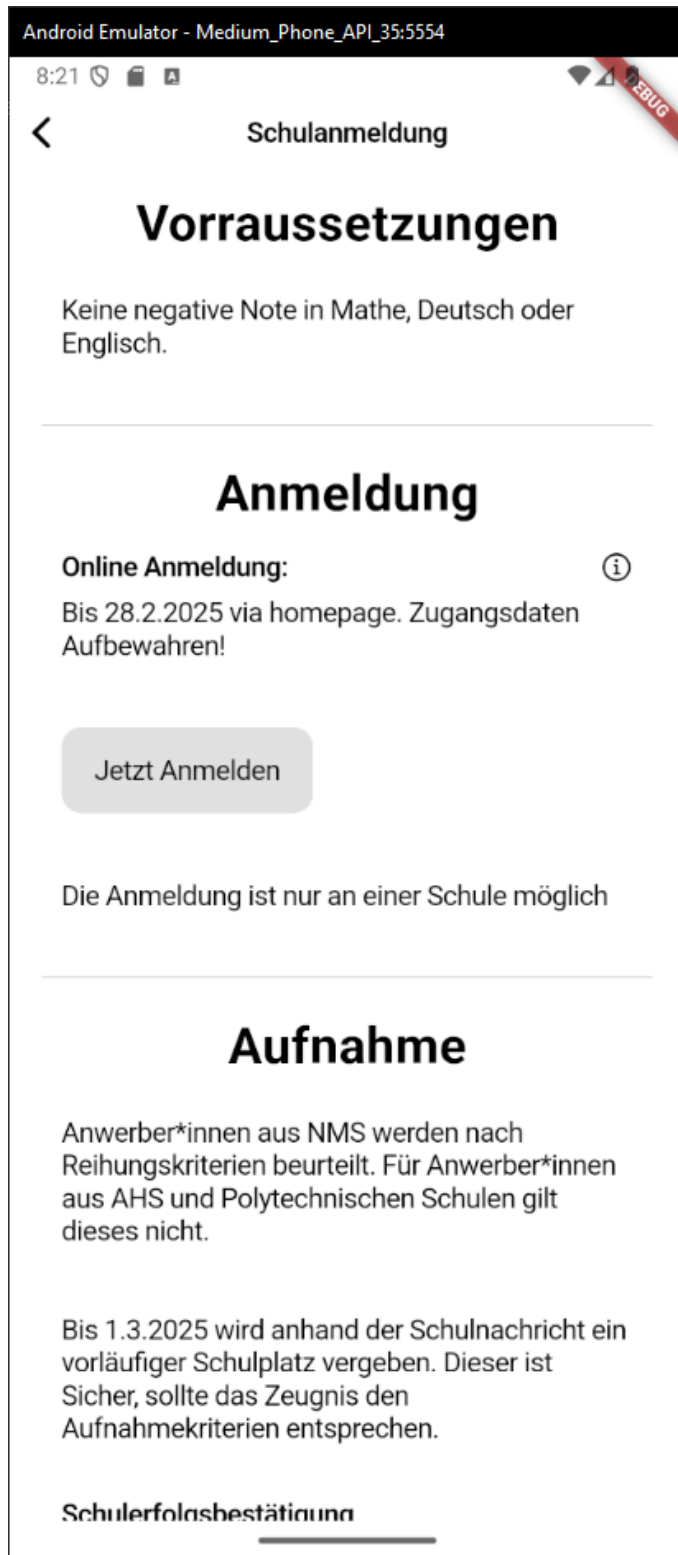 Android Emulator - Medium_Phone_API_35:5554
8:21
DEBUG
Schulanmeldung
Vorraussetzungen
Keine negative Note in Mathe, Deutsch oder
Englisch.
Anmeldung
Online Anmeldung:
Bis 28.2.2025 via homepage. Zugangsdaten
Aufbewahren!
Jetzt Anmelden
Die Anmeldung ist nur an einer Schule möglich
Aufnahme
Anwerber*innen aus NMS werden nach
Reihungskriterien beurteilt. Für Anwerber*innen
aus AHS und Polytechnischen Schulen gilt
dieses nicht.
Bis 1.3.2025 wird anhand der Schulnachricht ein
vorläufiger Schulplatz vergeben. Dieser ist
Sicher, sollte das Zeugnis den
Aufnahmekriterien entsprechen.
Schulerfolgsbestätigung